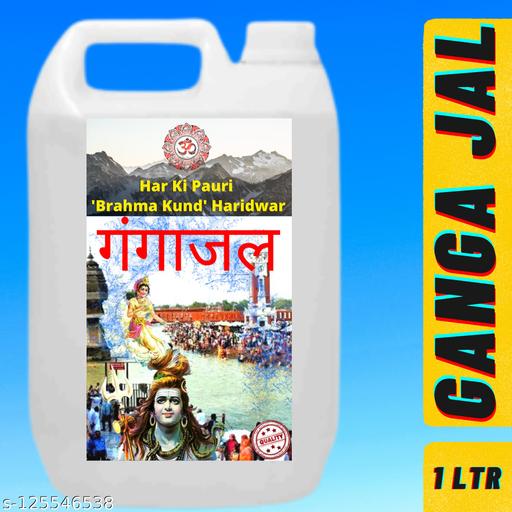 ॐ
Har Ki Pauri
'Brahma Kund' Haridwar
गंगाजल
QUALITY
GANGA JAL
1 LTR
s-125546538